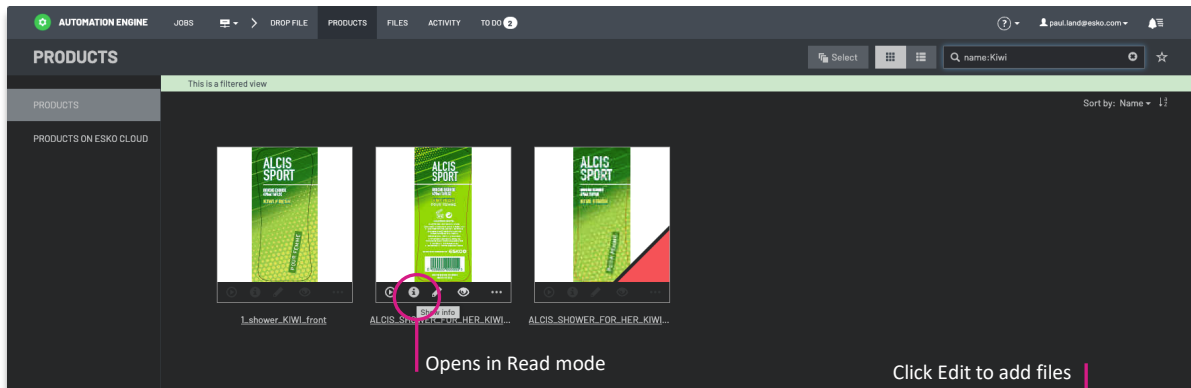 AUTOMATION ENGINE JOBS DROP FILE PRODUCTS FILES ACTIVITY TO DO 2 ? paul.land@esko.com
PRODUCTS Select name:Kiwi
This is a filtered view
PRODUCTS Sort by: Name
PRODUCTS ON ESKO CLOUD
ALCIS SPORT
ALCIS SPORT
ALCIS SPORT
Show info
1_shower_KIWI_front ALCIS_SHOWER_FOR_HER_KIWI... ALCIS_SHOWER_FOR_HER_KIWI...
Opens in Read mode
Click Edit to add files